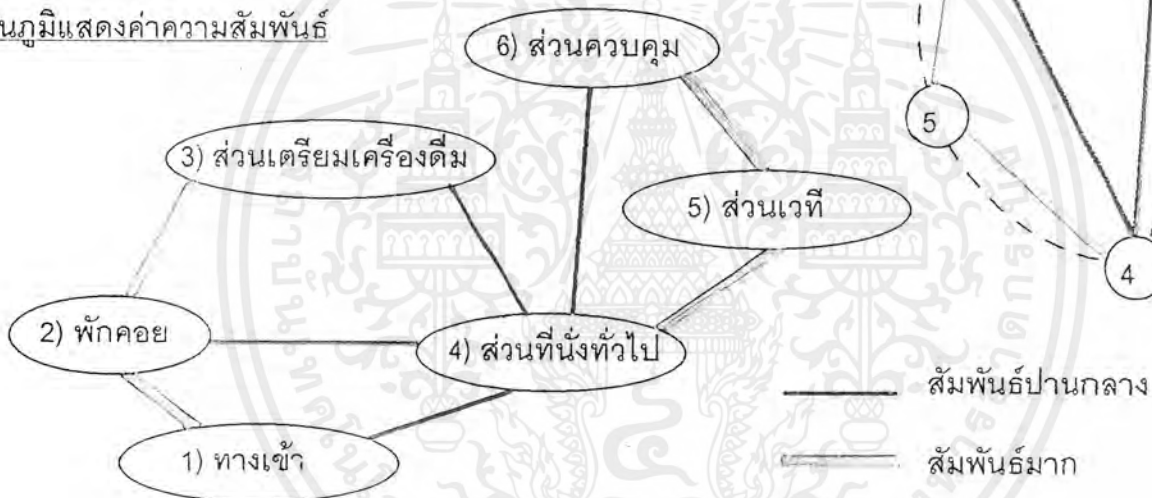 นภูมิแสดงค่าความสัมพันธ์
6) ส่วนควบคุม
3) ส่วนเตรียมเครื่องดื่ม
5
5) ส่วนเวที
4
2) พักคอย
4) ส่วนที่นั่งทั่วไป
สัมพันธ์ปานกลาง
1) ทางเข้า
สัมพันธ์มาก